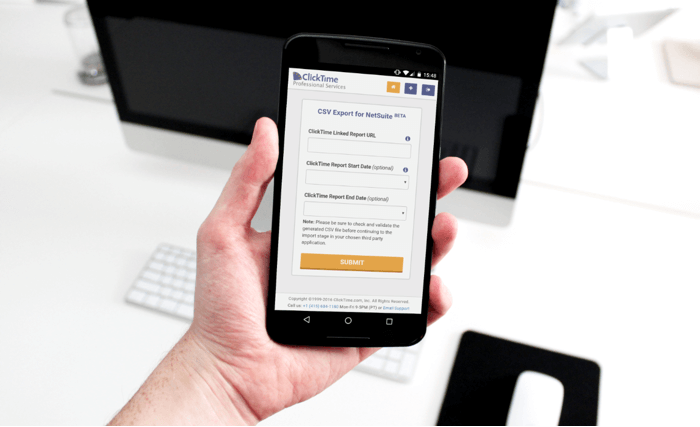 15:48
ClickTime
Professional Services
CSV Export for NetSuite BETA
ClickTime Linked Report URL
ClickTime Report Start Date (optional)
ClickTime Report End Date (optional)
Note: Please be sure to check and validate the
generated CSV file before continuing to the
import stage in your chosen third party
application.
SUBMIT
Copyright ©1999-2016 ClickTime.com, Inc. All Rights Reserved.
Call us: +1 (415) 684-1180 Mon-Fri 6-5PM (PT) or Email Support